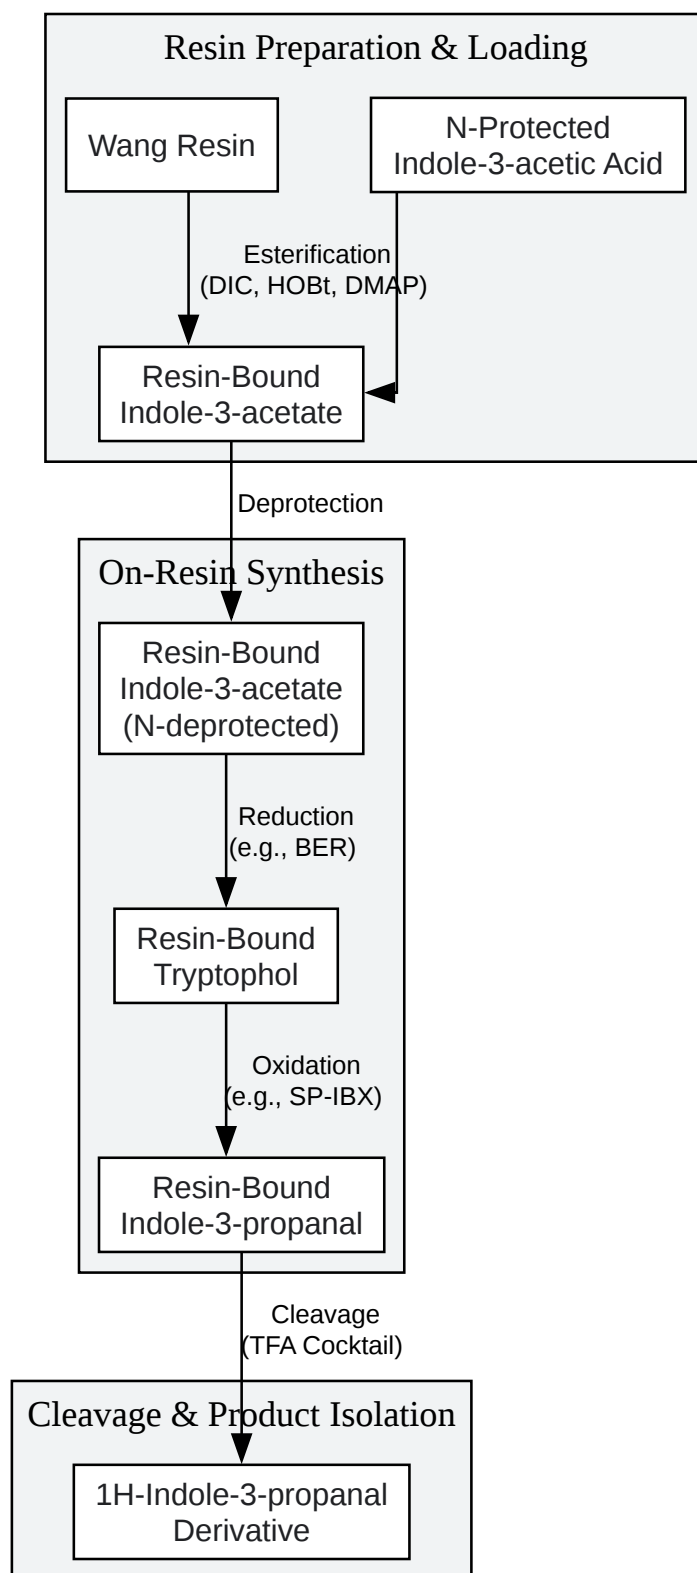 Resin Preparation & Loading
Wang Resin
N-Protected
Indole-3-acetic Acid
Esterification
(DIC, HOBt, DMAP)
Resin-Bound
Indole-3-acetate
Deprotection
On-Resin Synthesis
Resin-Bound
Indole-3-acetate
(N-deprotected)
Reduction
(e.g., BER)
Resin-Bound
Tryptophol
Oxidation
(e.g., SP-IBX)
Resin-Bound
Indole-3-propanal
Cleavage
(TFA Cocktail)
Cleavage & Product Isolation
1H-Indole-3-propanal
Derivative